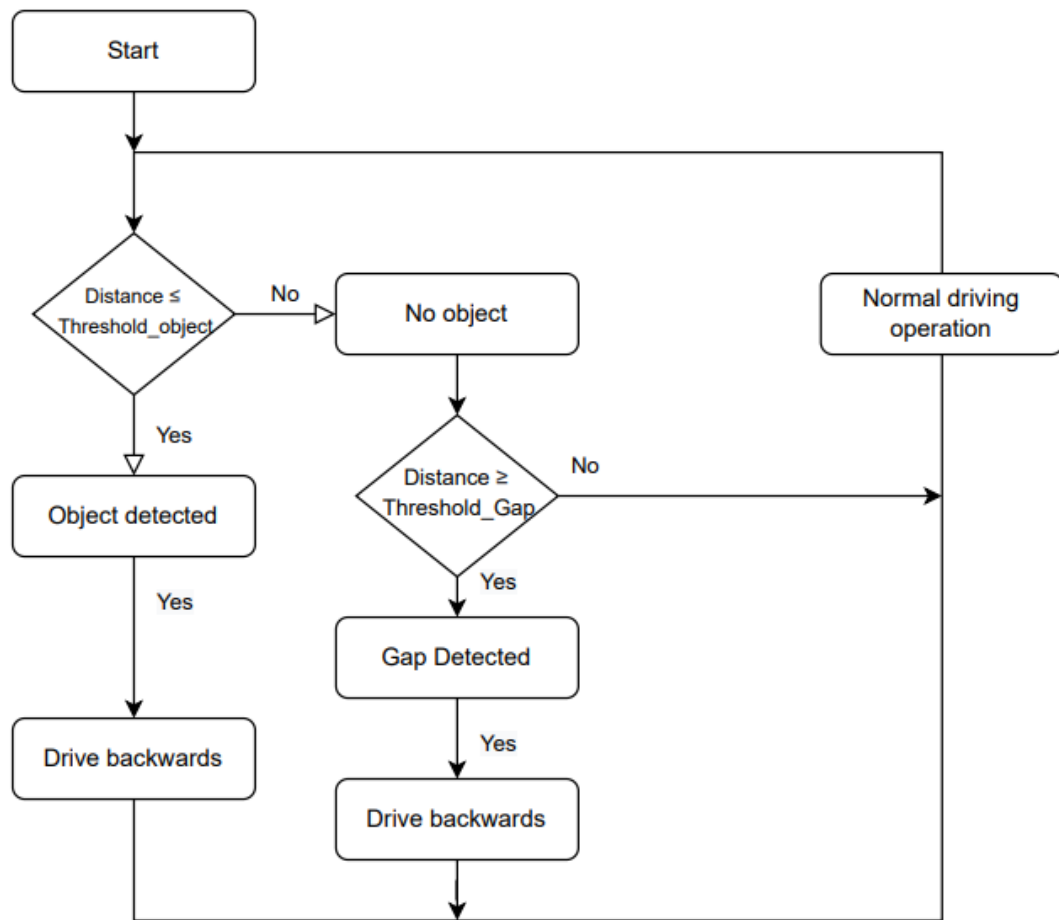 Start
Distance ≤
Threshold_object
No
No object
Normal driving
operation
Yes
Object detected
Distance ≥
Threshold_Gap
No
Yes
Yes
Gap Detected
Yes
Drive backwards
Drive backwards